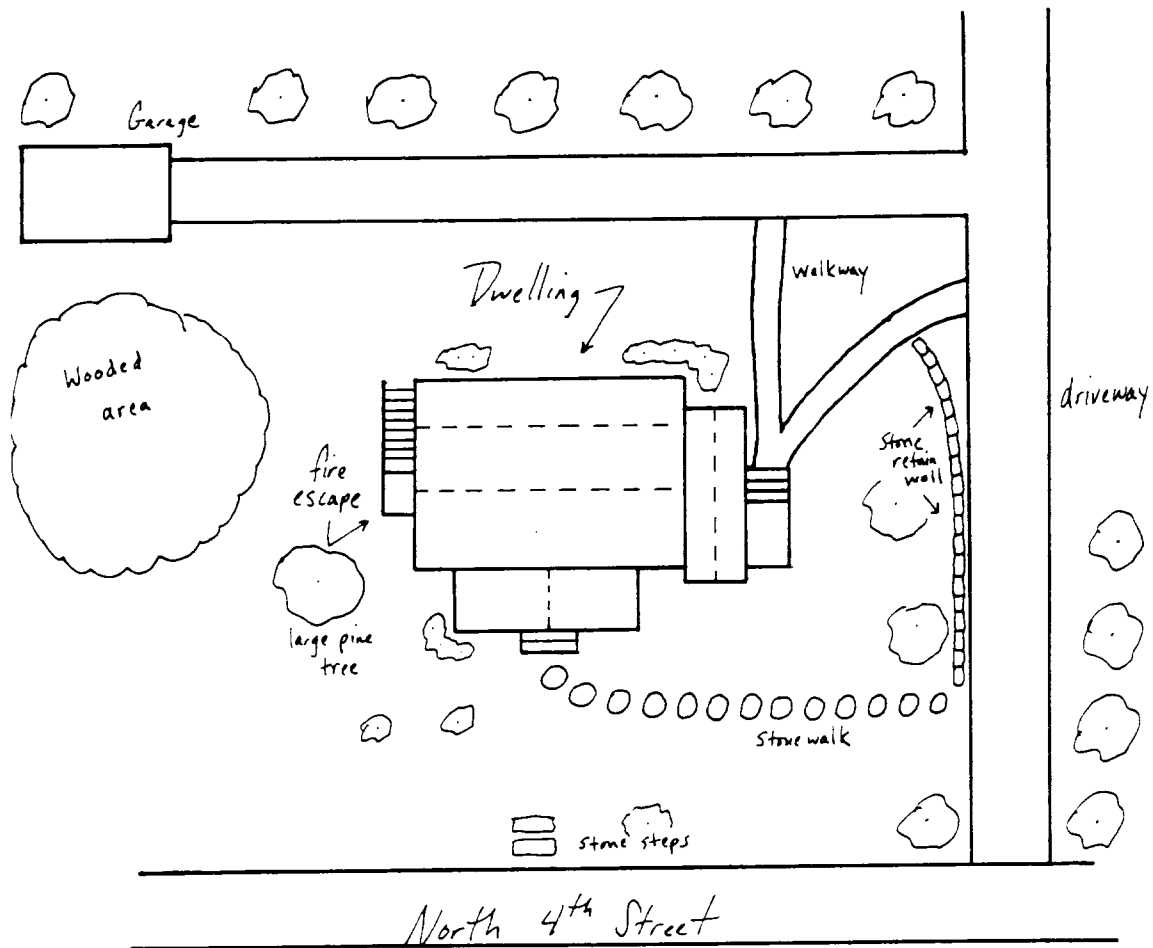 Garage
Walkway
Dwelling
Wooded
area
driveway
Stone
retain
wall
fire
escape
large pine
tree
Stone walk
stone steps
North 4th Street